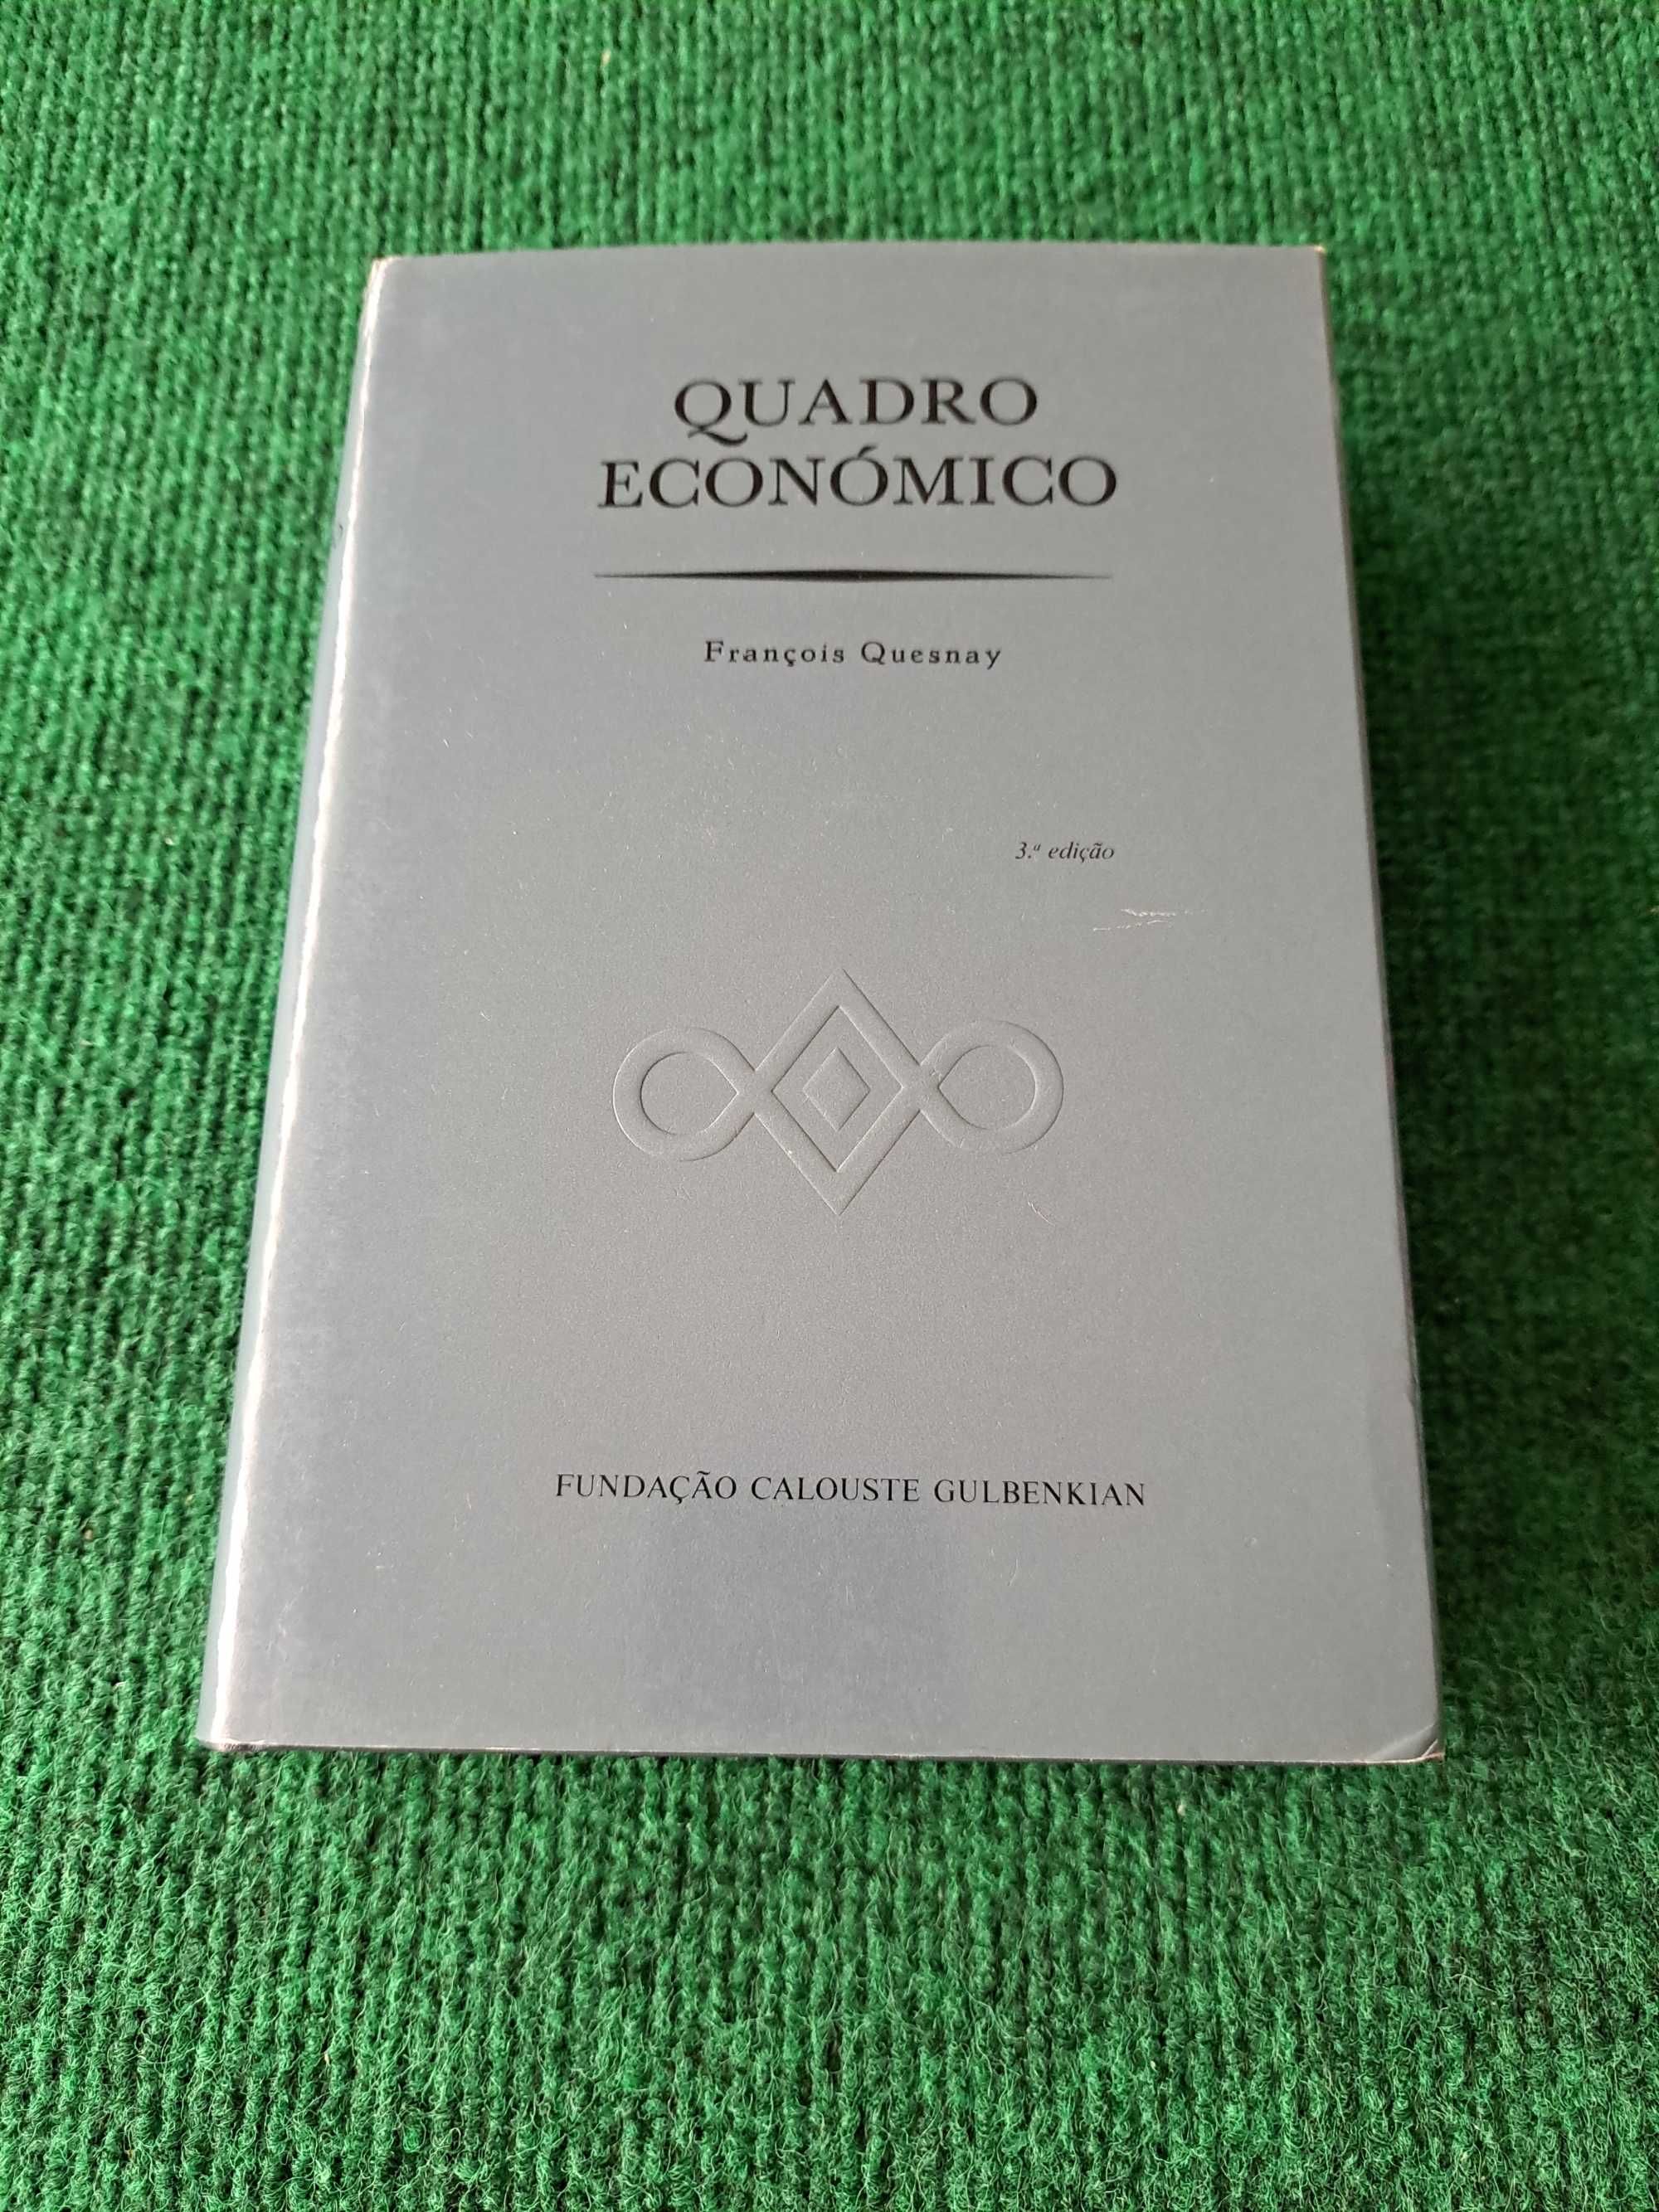 QUADRO
ECONÓMICO
François Quesnay
3.ª edição
FUNDAÇÃO CALOUSTE GULBENKIAN